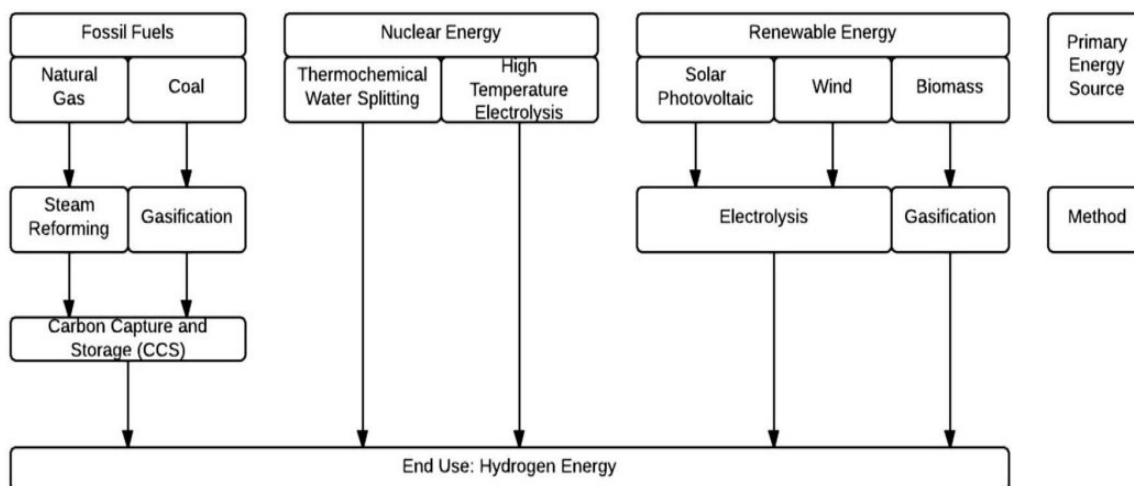 Fossil Fuels
Nuclear Energy
Renewable Energy
Primary
Energy
Source
Natural
Gas
Coal
Thermochemical
Water Splitting
High
Temperature
Electrolysis
Solar
Photovoltaic
Wind
Biomass
Steam
Reforming
Gasification
Electrolysis
Gasification
Method
Carbon Capture and
Storage (CCS)
End Use: Hydrogen Energy